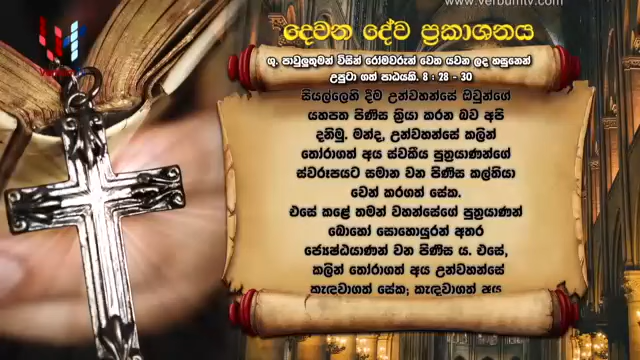 www.verbumtv.com
දෙවන දේව ප්‍රකාශනය
ශු. පාවුලුතුමන් විසින් රෝමවරුන් වෙත යවන ලද හසුනෙන්
උපුටා ගත් පාඨයකි. 8 : 28 - 30
සියල්ලෙහි දීම උන්වහන්සේ ඔවුන්ගේ
යහපත පිණිස ක්‍රියා කරන බව අපි
දනිමු. මන්ද, උන්වහන්සේ කලින්
තෝරාගත් අය ස්වකීය පුත්‍රයාණන්ගේ
ස්වරූපයට සමාන වන පිණිස කල්තියා
වෙන් කරගත් සේක.
එසේ කළේ තමන් වහන්සේගේ පුත්‍රයාණන්
බොහෝ සොහොයුරන් අතර
ජ්‍යෙෂ්ඨයාණන් වන පිණිස ය. එසේ,
කලින් තෝරාගත් අය උන්වහන්සේ
කැඳවාගත් සේක; කැඳවාගත් අය